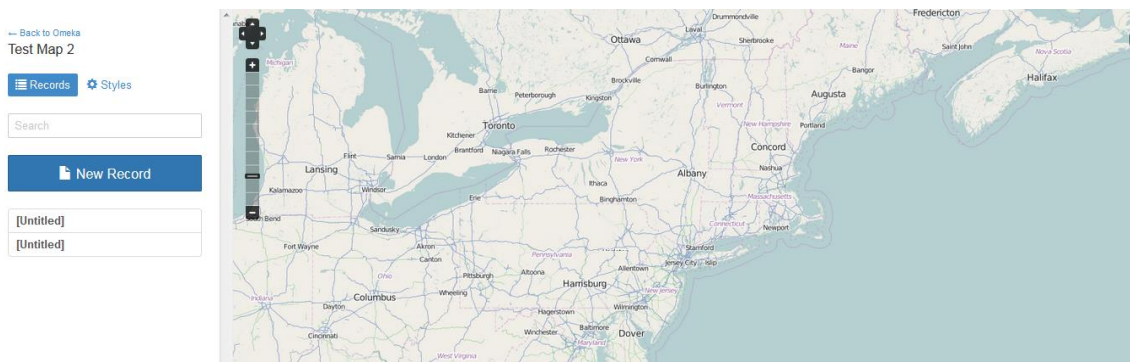 ← Back to Omeka
Test Map 2
Records
Styles
Search
New Record
[Untitled]
[Untitled]
Drummondville
Fredericton
Ottawa
Laval
Sherbrooke
Maine
Saint John
Nova Scotia
Cornwall
Michigan
Bangor
Halifax
Brockville
Barrie
Peterborough
Kingston
Burlington
Augusta
Vermont
Toronto
New Hampshire
Portland
Kitchener
Brantford
Niagara Falls
Rochester
Concord
Flint
Sarnia
London
New York
Nashua
Lansing
Albany
Kalamazoo
Windsor
Ithaca
Erie
Binghamton
Massachusetts
South Bend
Sandusky
Connecticut
Newport
Fort Wayne
Akron
Stamford
Canton
Pennsylvania
Jersey City
Islip
Ohio
Pittsburgh
Altoona
Allentown
Harrisburg
New Jersey
Indiana
Columbus
Wheeling
Dayton
Hagerstown
Wilmington
Cincinnati
Winchester
Baltimore
Dover
Maryland
West Virginia